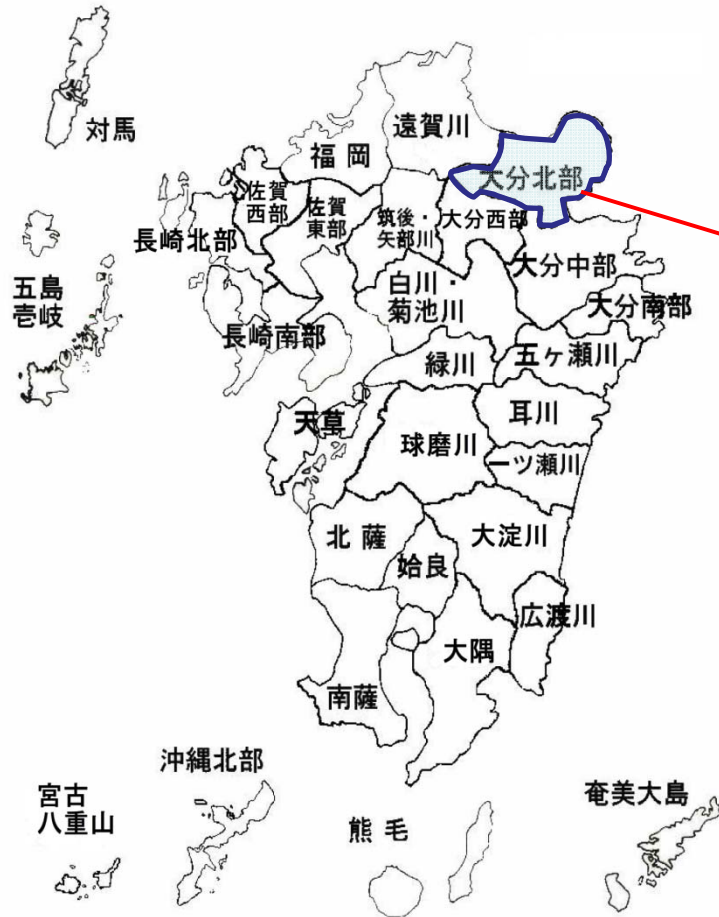 対馬
遠賀川
福岡
大分北部
佐賀
西部
佐賀
東部
筑後・
矢部川
大分西部
長崎北部
大分中部
五島
壱岐
白川・
菊池川
大分南部
長崎南部
緑川
五ヶ瀬川
天草
耳川
球磨川
一ツ瀬川
北薩
大淀川
姶良
広渡川
大隅
南薩
沖縄北部
宮古
八重山
熊毛
奄美大島